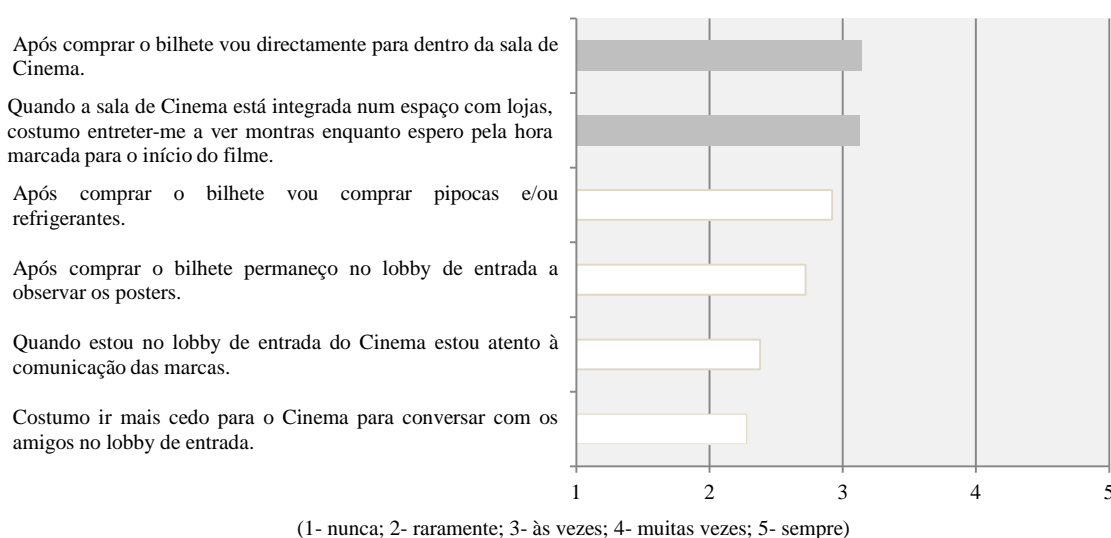 Após comprar o bilhete vou directamente para dentro da sala de
Cinema.
Quando a sala de Cinema está integrada num espaço com lojas,
costumo entreter-me a ver montras enquanto espero pela hora
marcada para o início do filme.
Após comprar o bilhete vou comprar pipocas e/ou
refrigerantes.
Após comprar o bilhete permaneço no lobby de entrada a
observar os posters.
Quando estou no lobby de entrada do Cinema estou atento à
comunicação das marcas.
Costumo ir mais cedo para o Cinema para conversar com os
amigos no lobby de entrada.
1 2 3 4 5
(1- nunca; 2- raramente; 3- às vezes; 4- muitas vezes; 5- sempre)